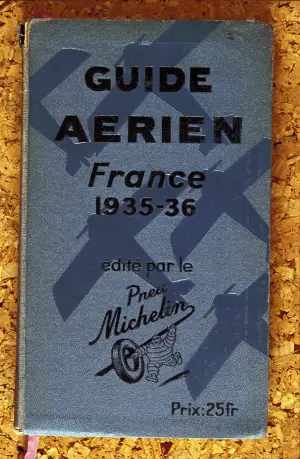 GUIDE
AERIEN
France
1935-36
édité par le
Pneu
Michelin
Prix:25fr